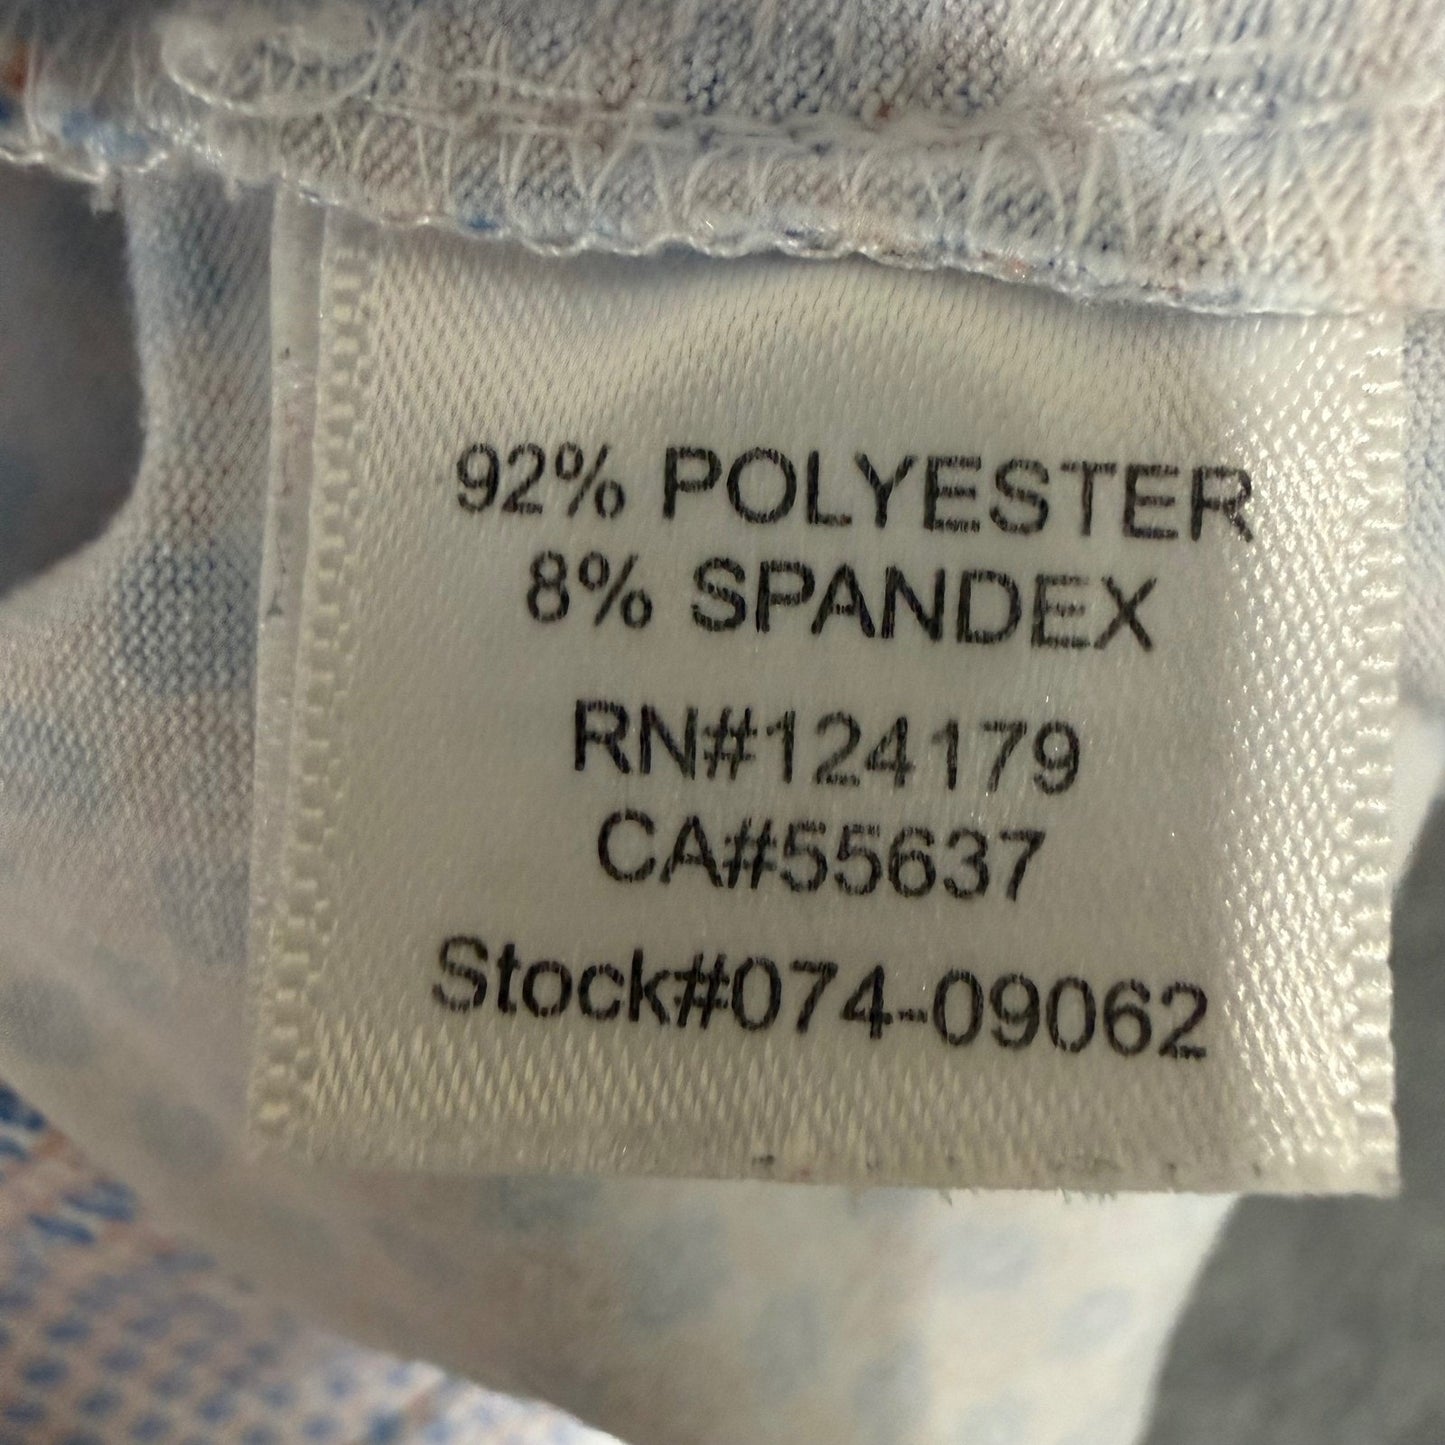 92% POLYESTER
8% SPANDEX
RN#124179
CA#55637
Stock#074-09062